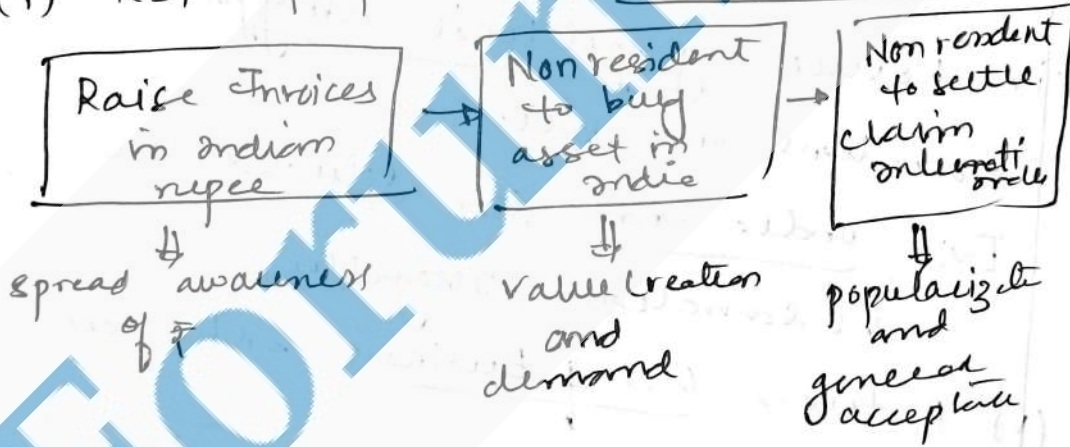 Raise Invoices
in indian
rupee
Non resident
to buy
asset in
india
Non resident
to settle
claim
spread awareness
of ₹
value creation
and
demand
popularize
and
general
acceptance
Forum